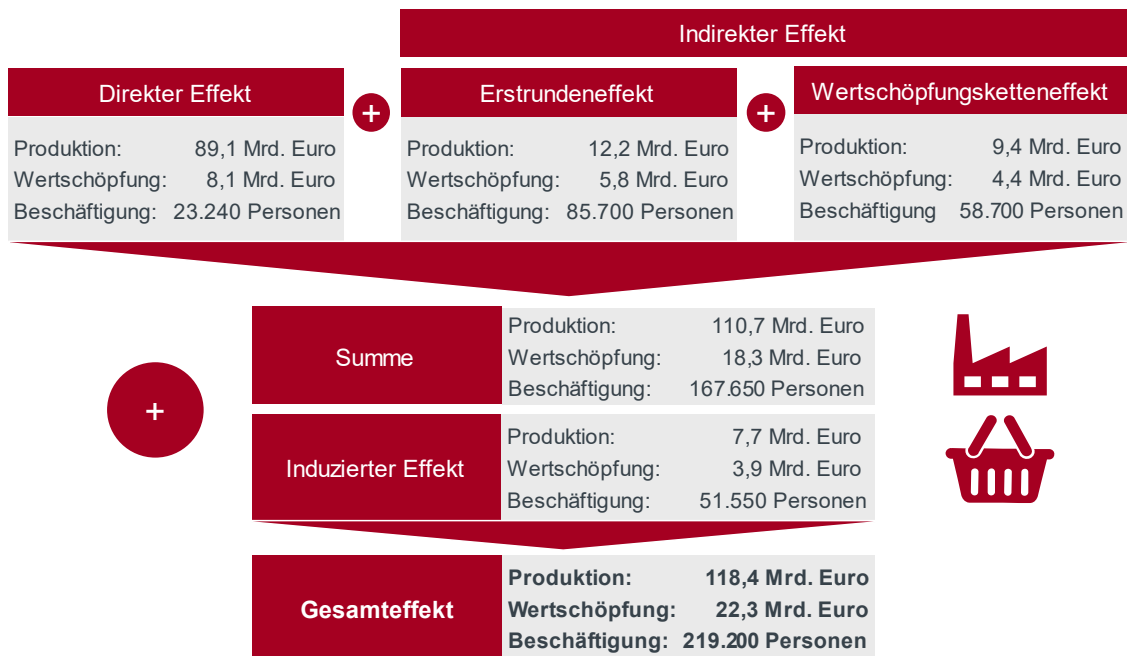 Indirekter Effekt
Direkter Effekt
+
Erstrundeneffekt
+
Wertschöpfungsketteneffekt
Produktion: 89,1 Mrd. Euro
Wertschöpfung: 8,1 Mrd. Euro
Beschäftigung: 23.240 Personen
Produktion: 12,2 Mrd. Euro
Wertschöpfung: 5,8 Mrd. Euro
Beschäftigung: 85.700 Personen
Produktion: 9,4 Mrd. Euro
Wertschöpfung: 4,4 Mrd. Euro
Beschäftigung 58.700 Personen
+
Summe
Produktion: 110,7 Mrd. Euro
Wertschöpfung: 18,3 Mrd. Euro
Beschäftigung: 167.650 Personen
Induzierter Effekt
Produktion: 7,7 Mrd. Euro
Wertschöpfung: 3,9 Mrd. Euro
Beschäftigung: 51.550 Personen
Gesamteffekt
Produktion: 118,4 Mrd. Euro
Wertschöpfung: 22,3 Mrd. Euro
Beschäftigung: 219.200 Personen